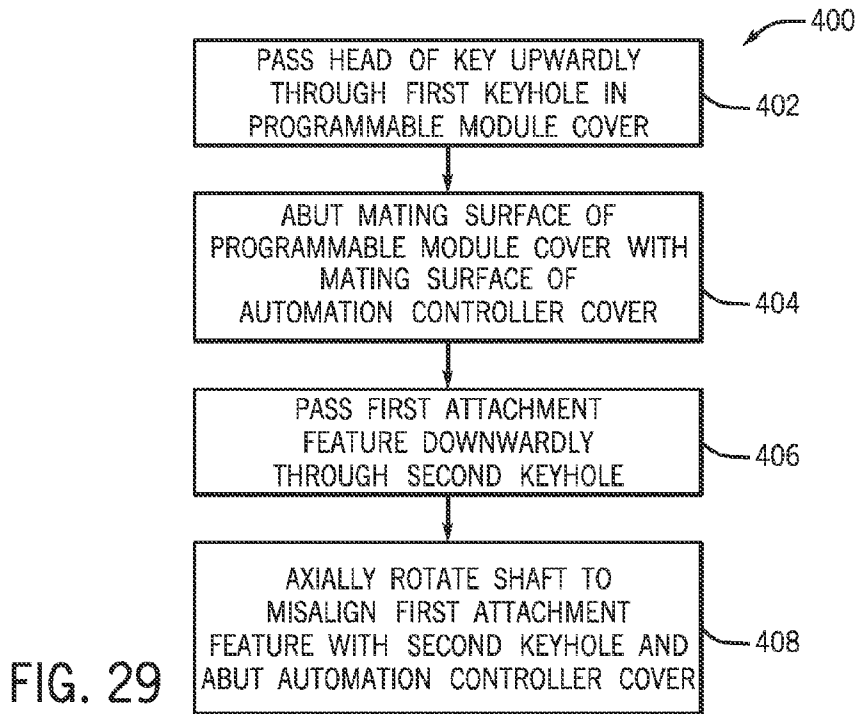 400
PASS HEAD OF KEY UPWARDLY
THROUGH FIRST KEYHOLE IN
PROGRAMMABLE MODULE COVER
402
ABUT MATING SURFACE OF
PROGRAMMABLE MODULE COVER WITH
MATING SURFACE OF
AUTOMATION CONTROLLER COVER
404
PASS FIRST ATTACHMENT
FEATURE DOWNWARDLY
THROUGH SECOND KEYHOLE
406
AXIALLY ROTATE SHAFT TO
MISALIGN FIRST ATTACHMENT
FEATURE WITH SECOND KEYHOLE AND
ABUT AUTOMATION CONTROLLER COVER
408
FIG. 29